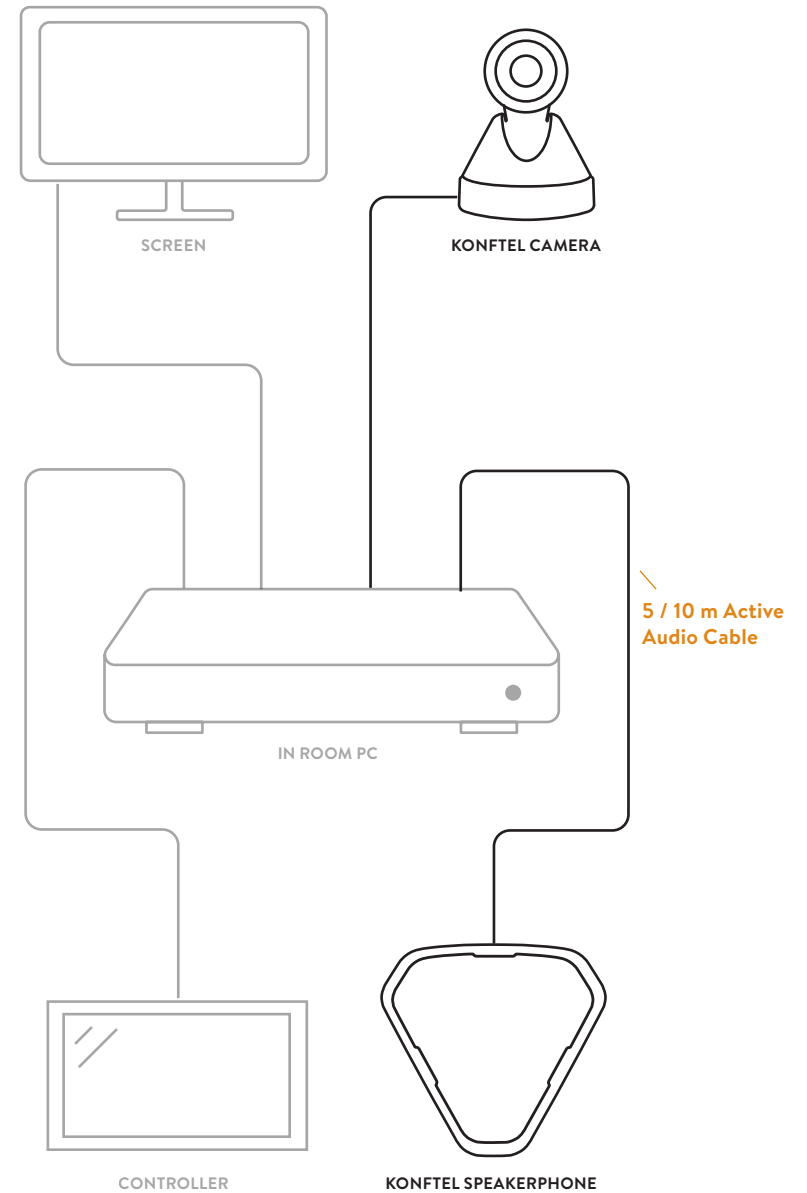 SCREEN
KONFTEL CAMERA
5 / 10 m Active
Audio Cable
IN ROOM PC
CONTROLLER
KONFTEL SPEAKERPHONE